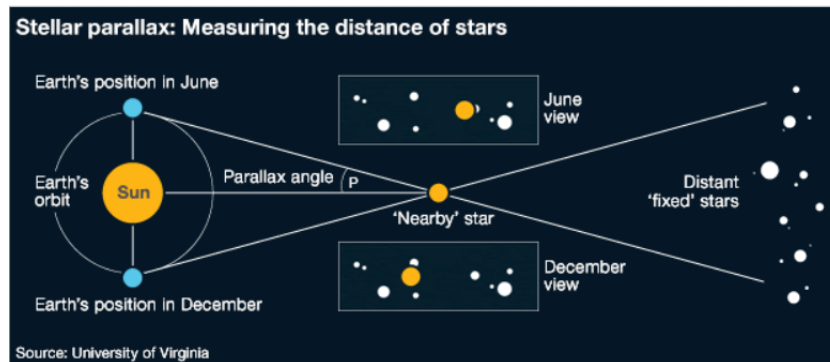 Stellar parallax: Measuring the distance of stars
Earth's position in June
June
view
Earth's
orbit
Sun
Parallax angle
P
'Nearby' star
Distant
'fixed' stars
December
view
Earth's position in December
Source: University of Virginia